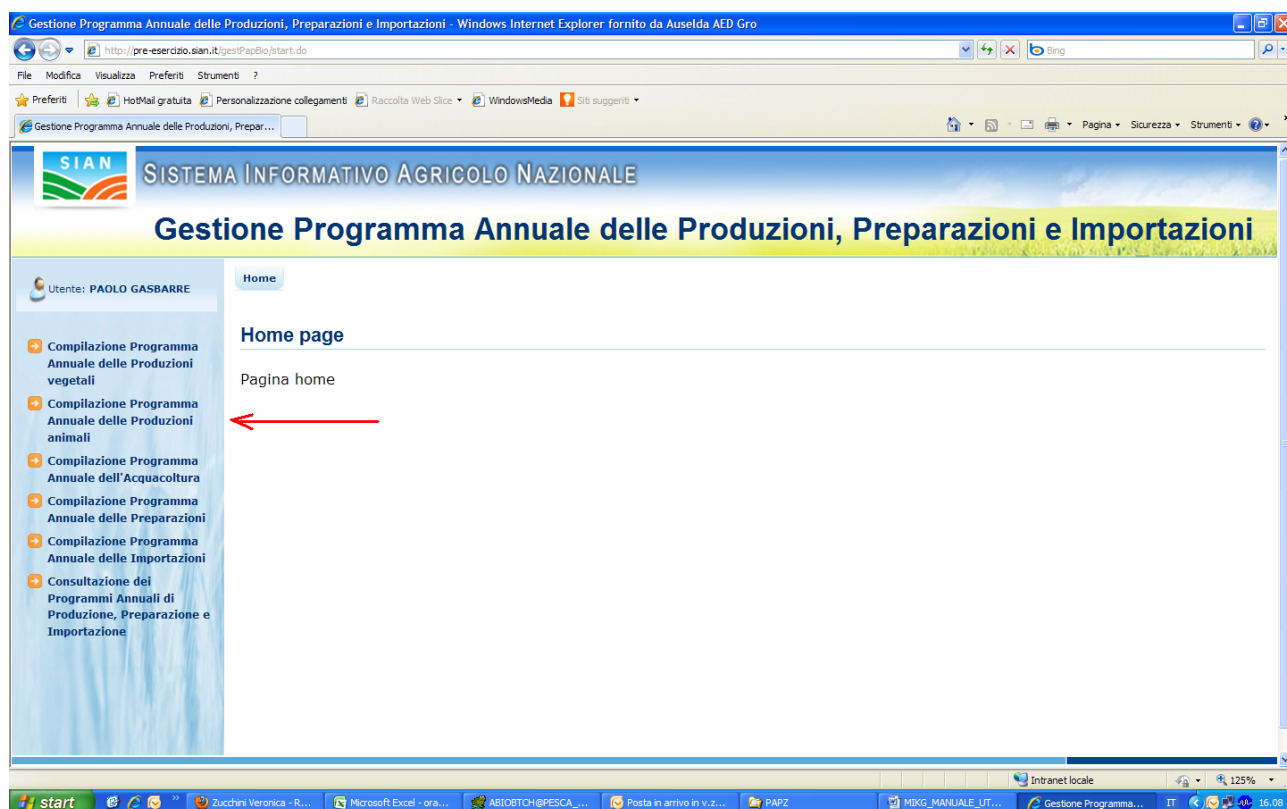 Gestione Programma Annuale delle Produzioni, Preparazioni e Importazioni - Windows Internet Explorer fornito da Auselda AED Gro
http://pre-esercizio.sian.it/gestPapBio/start.do
Bing
File Modifica Visualizza Preferiti Strumenti ?
Preferiti HotMail gratuita Personalizzazione collegamenti Raccolta Web Slice WindowsMedia Siti suggeriti
Gestione Programma Annuale delle Produzioni, Prepar... Pagina Sicurezza Strumenti
SIAN
SISTEMA INFORMATIVO AGRICOLO NAZIONALE
Gestione Programma Annuale delle Produzioni, Preparazioni e Importazioni
Utente: PAOLO GASBARRE
Home
Home page
Pagina home
Compilazione Programma
Annuale delle Produzioni
vegetali
Compilazione Programma
Annuale delle Produzioni
animali
Compilazione Programma
Annuale dell'Acquacoltura
Compilazione Programma
Annuale delle Preparazioni
Compilazione Programma
Annuale delle Importazioni
Consultazione dei
Programmi Annuali di
Produzione, Preparazione e
Importazione
Intranet locale 125%
start Zucchini Veronica - R... Microsoft Excel - ora... ABIOBTCH@PESCA_... Posta in arrivo in v.z... PAPZ MIKG_MANUALE_UT... Gestione Programma... IT 16.08